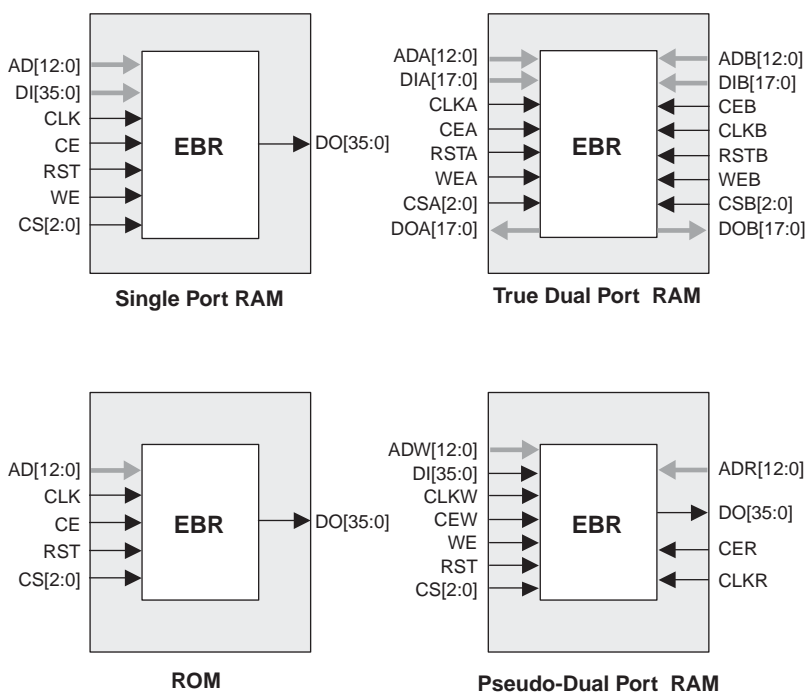 AD[12:0]
DI[35:0]
CLK
CE
RST
WE
CS[2:0]
EBR
DO[35:0]
Single Port RAM
ADA[12:0]
DIA[17:0]
CLKA
CEA
RSTA
WEA
CSA[2:0]
DOA[17:0]
EBR
ADB[12:0]
DIB[17:0]
CEB
CLKB
RSTB
WEB
CSB[2:0]
DOB[17:0]
True Dual Port RAM
AD[12:0]
CLK
CE
RST
CS[2:0]
EBR
DO[35:0]
ROM
ADW[12:0]
DI[35:0]
CLKW
CEW
WE
RST
CS[2:0]
EBR
ADR[12:0]
DO[35:0]
CER
CLKR
Pseudo-Dual Port RAM